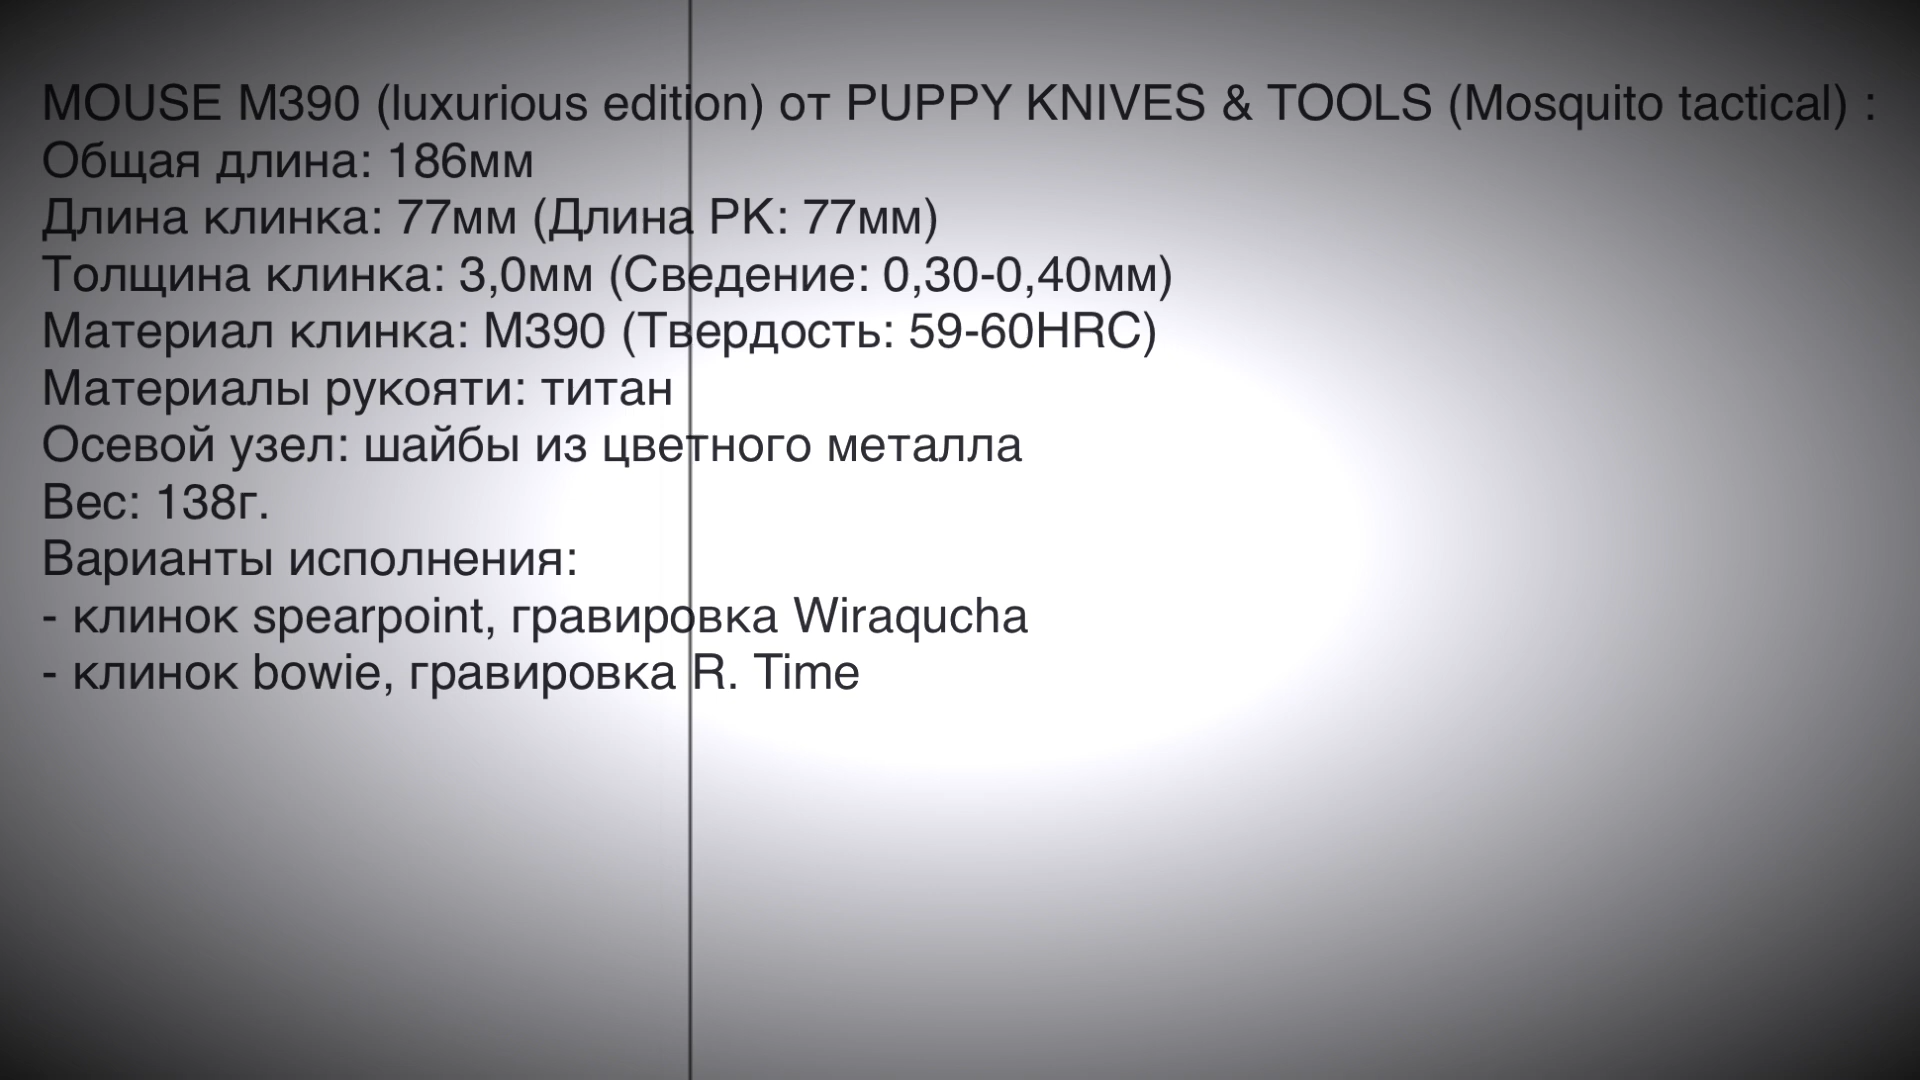 MOUSE M390 (luxurious edition) от PUPPY KNIVES & TOOLS (Mosquito tactical) :
Общая длина: 186мм
Длина клинка: 77мм (Длина РК: 77мм)
Толщина клинка: 3,0мм (Сведение: 0,30-0,40мм)
Материал клинка: M390 (Твердость: 59-60HRC)
Материалы рукояти: титан
Осевой узел: шайбы из цветного металла
Вес: 138г.
Варианты исполнения:
- клинок spearpoint, гравировка Wiraqucha
- клинок bowie, гравировка R. Time